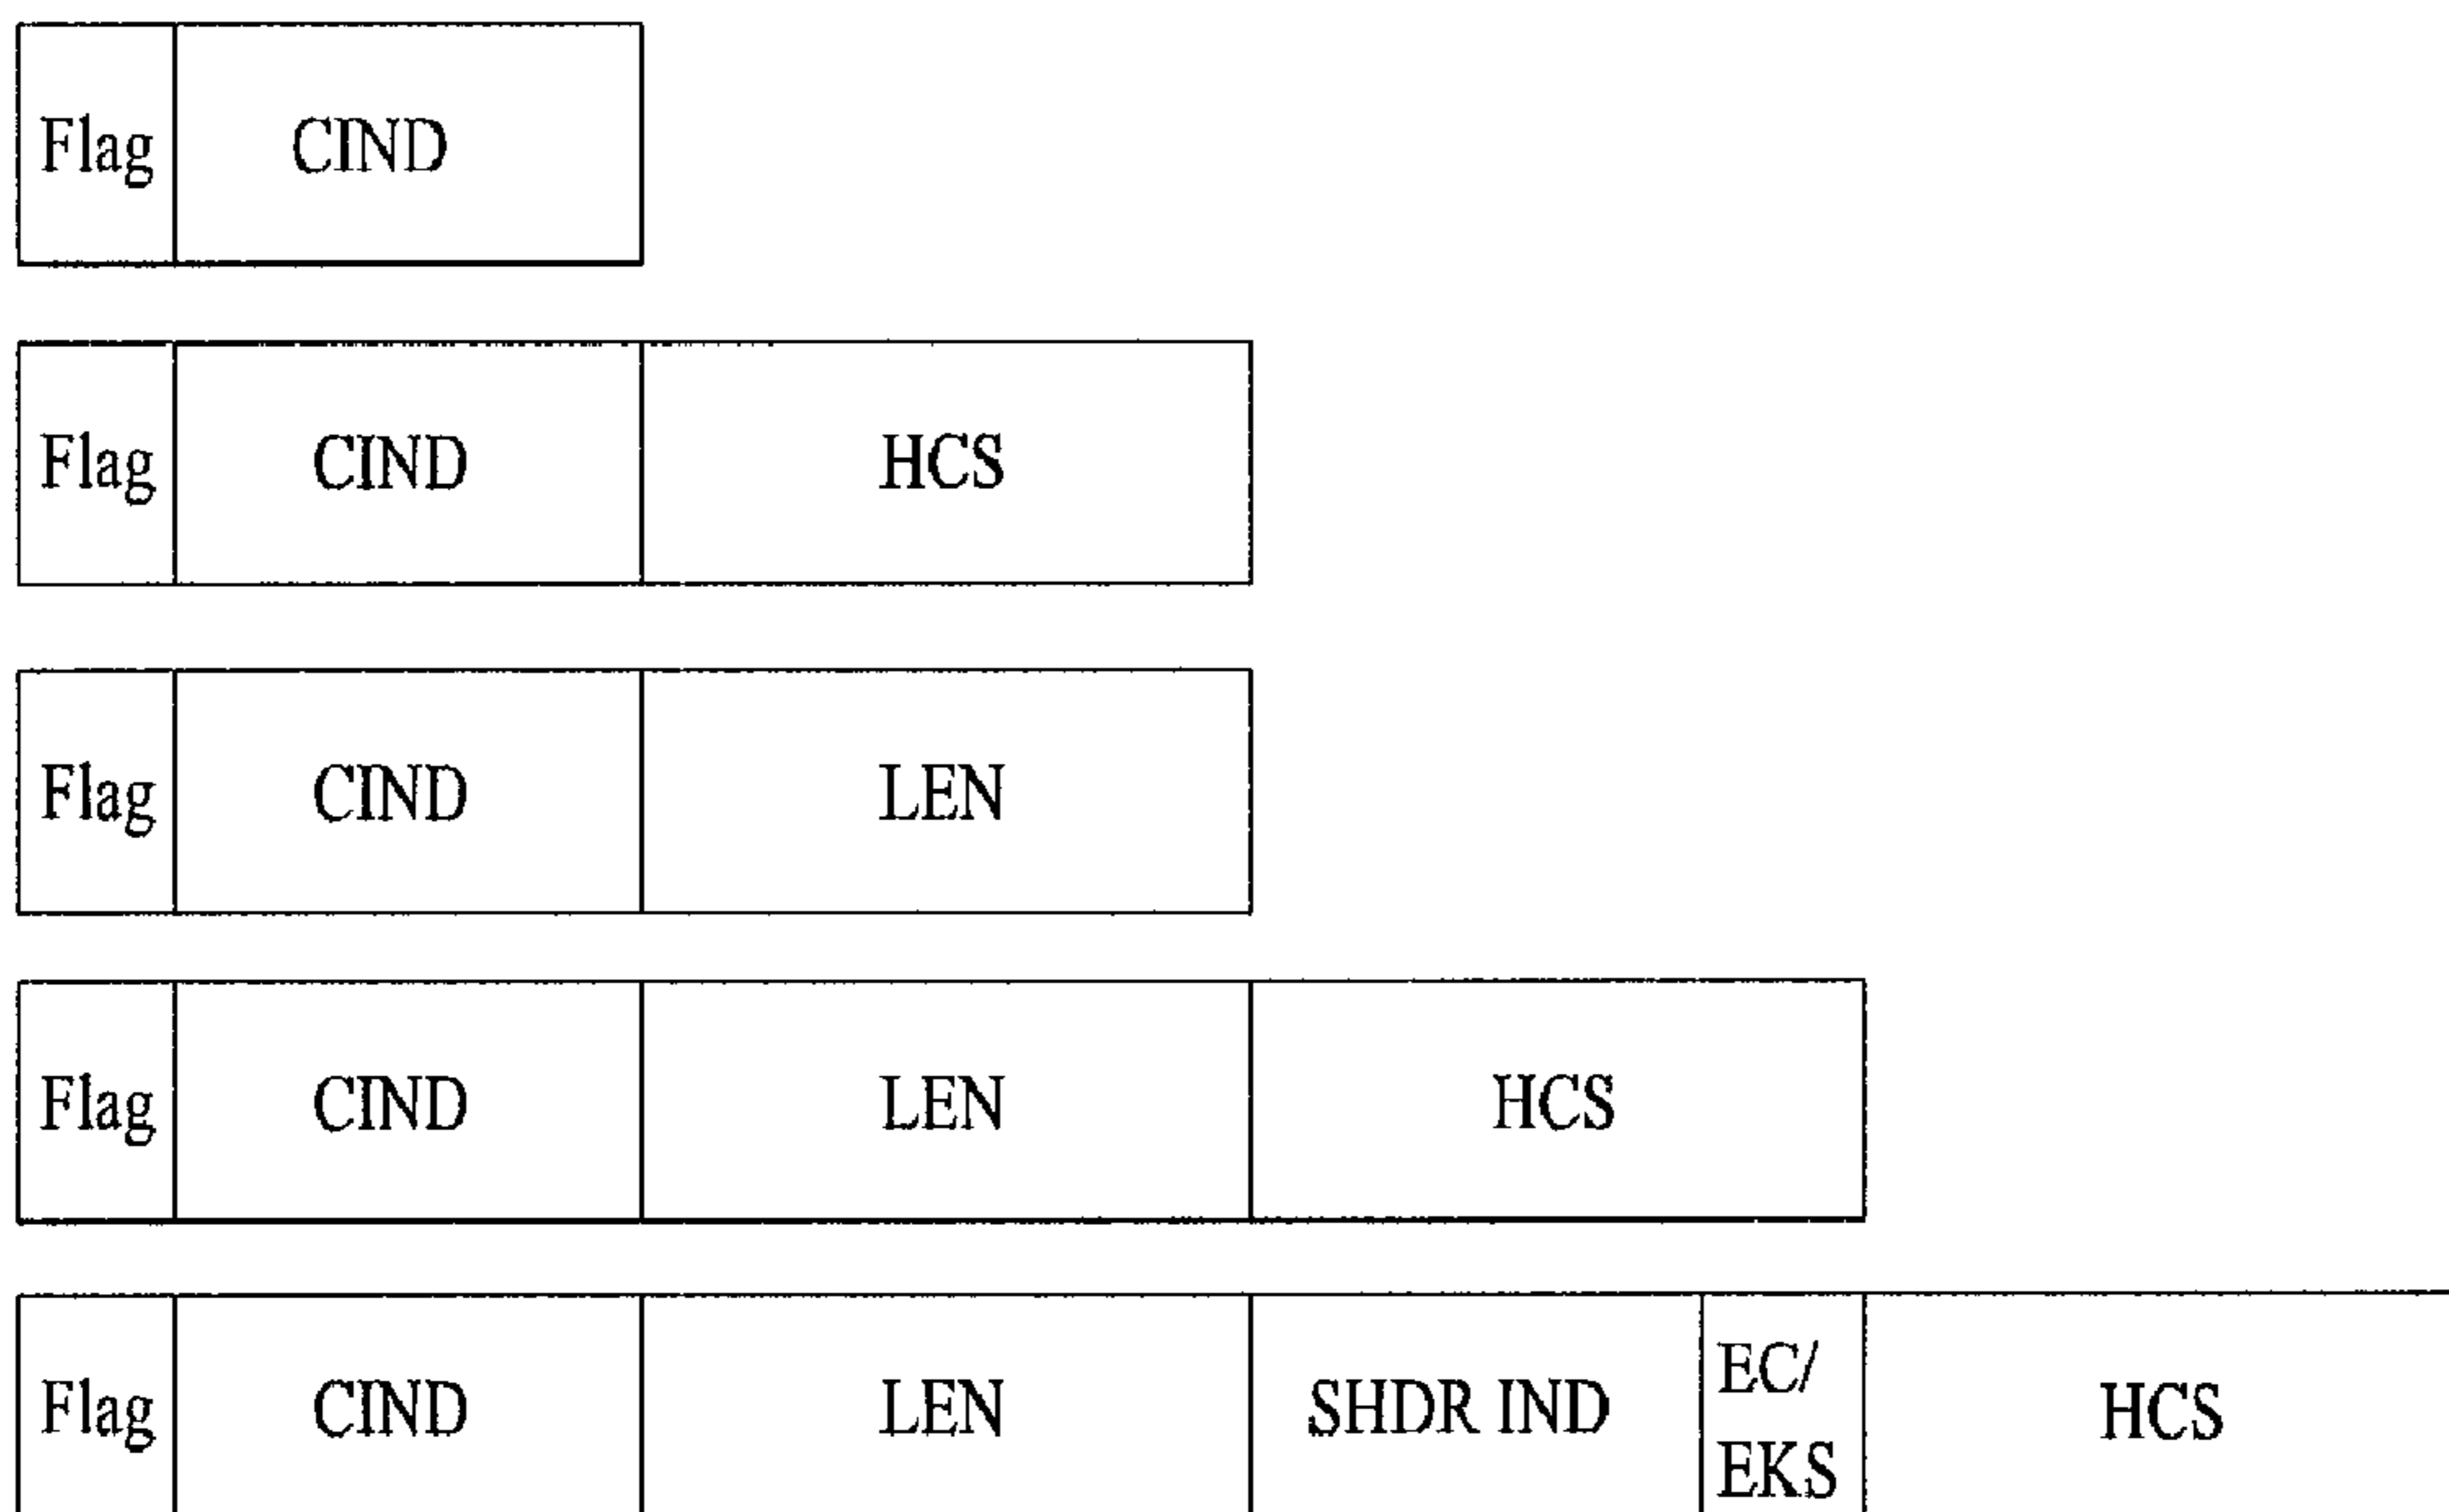 Flag CIND
Flag CIND HCS
Flag CIND LEN
Flag CIND LEN HCS
Flag CIND LEN SHDR IND EC/ EKS HCS